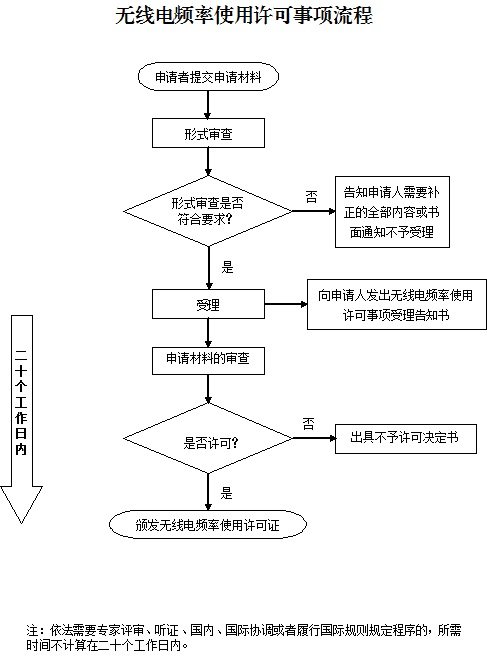 无线电频率使用许可事项流程
申请者提交申请材料
形式审查
形式审查是否
符合要求?
否
告知申请人需要补
正的全部内容或书
面通知不予受理
是
受理
向申请人发出无线电频率使用
许可事项受理告知书
二十个工作日内
申请材料的审查
是否许可?
否
出具不予许可决定书
是
颁发无线电频率使用许可证
注：依法需要专家评审、听证、国内、国际协调或者履行国际规则规定程序的，所需
时间不计算在二十个工作日内。